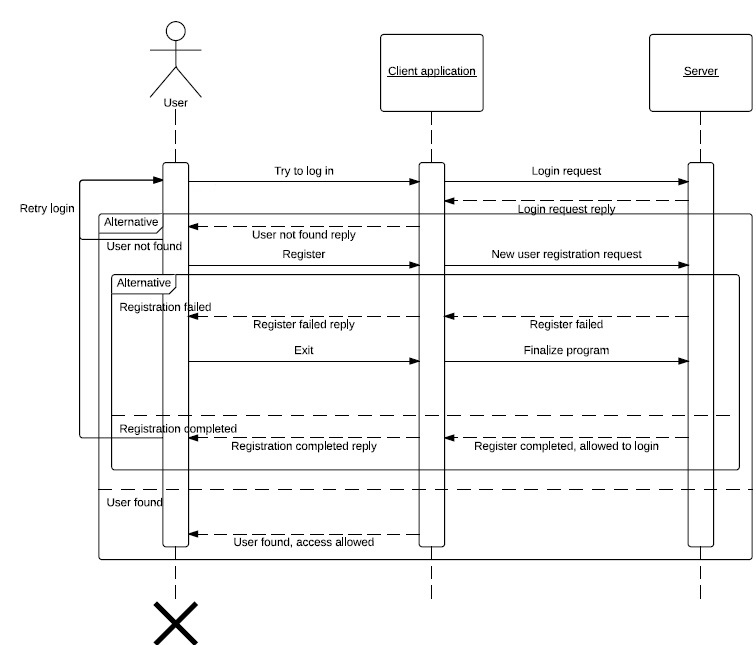 User
Client application
Server
Try to log in
Login request
Retry login
Login request reply
Alternative
User not found reply
User not found
Register
New user registration request
Alternative
Registration failed
Register failed reply
Register failed
Exit
Finalize program
Registration completed
Registration completed reply
Register completed, allowed to login
User found
User found, access allowed